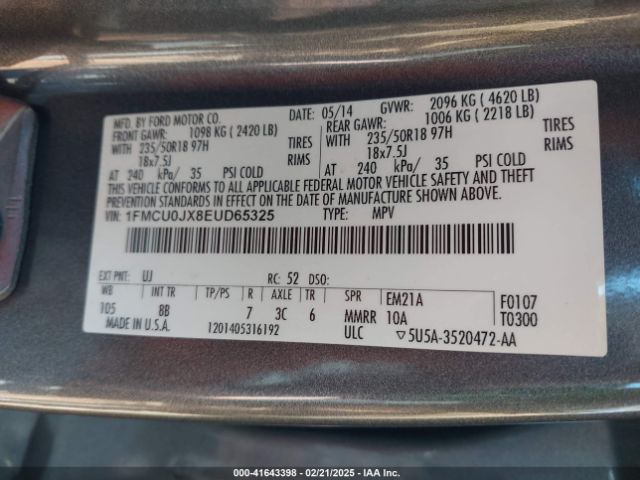 MFD. BY FORD MOTOR CO. DATE: 05/14 GVWR: 2096 KG ( 4620 LB)
FRONT GAWR: 1098 KG ( 2420 LB) REAR GAWR: 1006 KG ( 2218 LB)
WITH 235/50R18 97H TIRES WITH 235/50R18 97H TIRES
18x7.5J RIMS 18x7.5J RIMS
AT 240 kPa/ 35 PSI COLD AT 240 kPa/ 35 PSI COLD
THIS VEHICLE CONFORMS TO ALL APPLICABLE FEDERAL MOTOR VEHICLE SAFETY AND THEFT
PREVENTION STANDARDS IN EFFECT ON THE DATE OF MANUFACTURE SHOWN ABOVE.
VIN: 1FMCU0JX8EUD65325 TYPE: MPV
EXT PNT: UJ RC: 52 DSO:
WB INT TR TP/PS R AXLE TR SPR EM21A F0107
105 8B 7 3C 6 MMRR 10A T0300
MADE IN U.S.A. 1201405316192 ULC ▽5U5A-3520472-AA
000-41643398 - 02/21/2025 - IAA Inc.